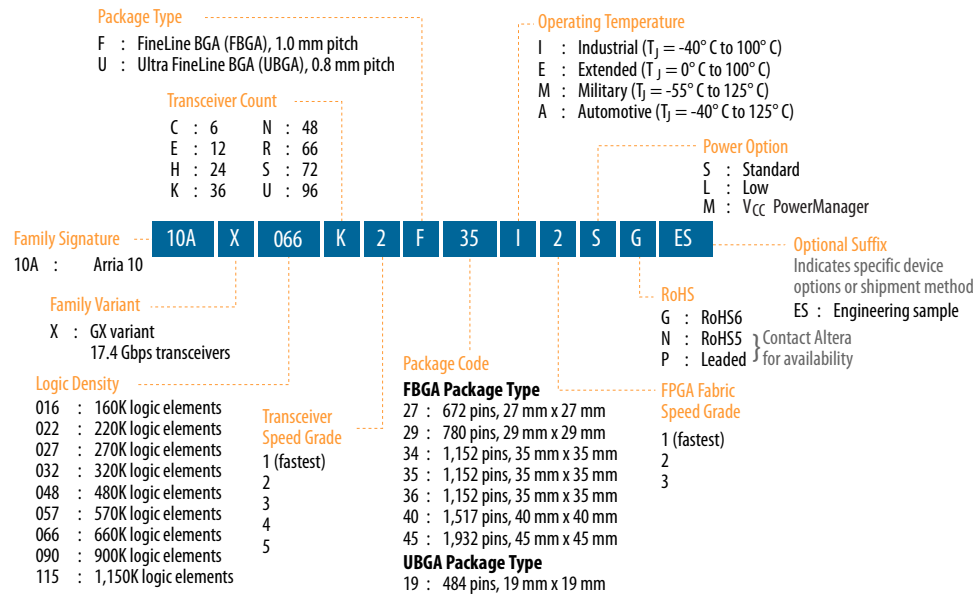 Package Type
F : FineLine BGA (FBGA), 1.0 mm pitch
U : Ultra FineLine BGA (UBGA), 0.8 mm pitch
Operating Temperature
I : Industrial (TJ = -40° C to 100° C)
E : Extended (TJ = 0° C to 100° C)
M : Military (TJ = -55° C to 125° C)
A : Automotive (TJ = -40° C to 125° C)
Transceiver Count
C : 6 N : 48
E : 12 R : 66
H : 24 S : 72
K : 36 U : 96
Power Option
S : Standard
L : Low
M : VCC PowerManager
Family Signature
10A : Arria 10
10A X 066 K 2 F 35 I 2 S G ES
Optional Suffix
Indicates specific device
options or shipment method
ES : Engineering sample
Family Variant
X : GX variant
17.4 Gbps transceivers
RoHS
G : RoHS6
N : RoHS5
P : Leaded
} Contact Altera
for availability
Logic Density
016 : 160K logic elements
022 : 220K logic elements
027 : 270K logic elements
032 : 320K logic elements
048 : 480K logic elements
057 : 570K logic elements
066 : 660K logic elements
090 : 900K logic elements
115 : 1,150K logic elements
Transceiver
Speed Grade
1 (fastest)
2
3
4
5
Package Code
FBGA Package Type
27 : 672 pins, 27 mm x 27 mm
29 : 780 pins, 29 mm x 29 mm
34 : 1,152 pins, 35 mm x 35 mm
35 : 1,152 pins, 35 mm x 35 mm
36 : 1,152 pins, 35 mm x 35 mm
40 : 1,517 pins, 40 mm x 40 mm
45 : 1,932 pins, 45 mm x 45 mm
UBGA Package Type
19 : 484 pins, 19 mm x 19 mm
FPGA Fabric
Speed Grade
1 (fastest)
2
3